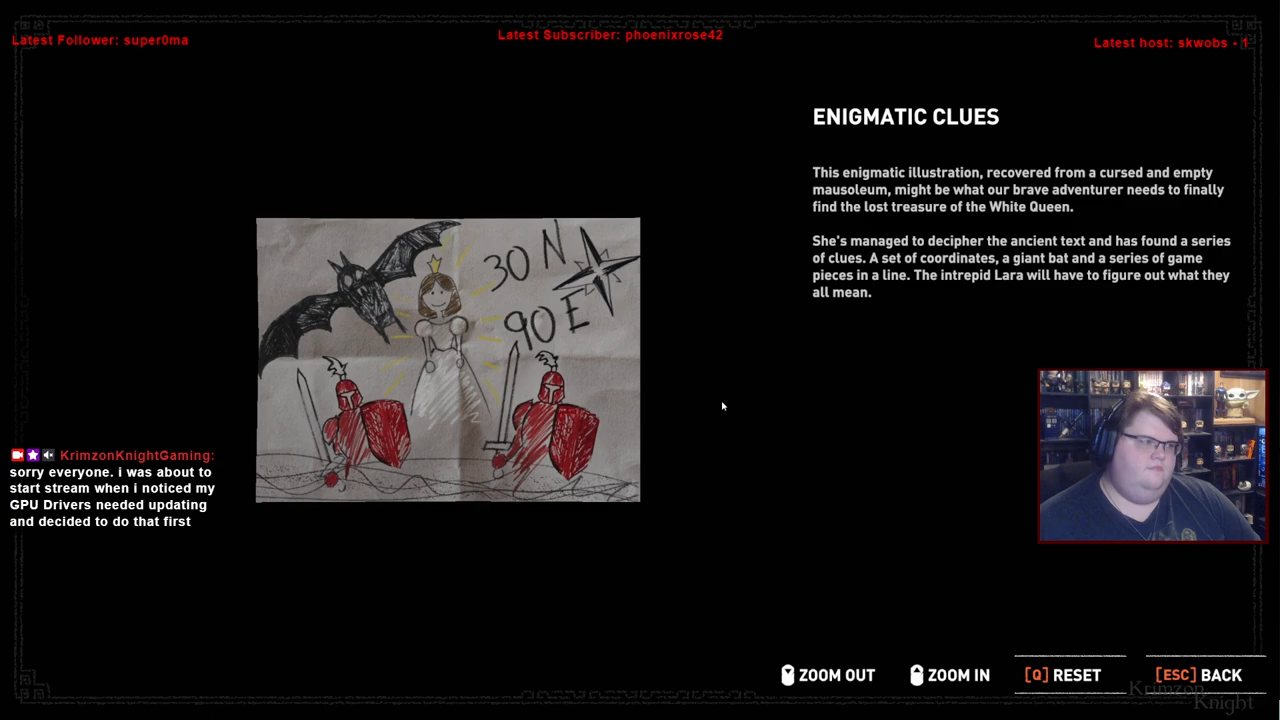 Latest Follower: super0ma
Latest Subscriber: phoenixrose42
Latest host: skwobs - 1
ENIGMATIC CLUES
This enigmatic illustration, recovered from a cursed and empty
mausoleum, might be what our brave adventurer needs to finally
find the lost treasure of the White Queen.
She's managed to decipher the ancient text and has found a series
of clues. A set of coordinates, a giant bat and a series of game
pieces in a line. The intrepid Lara will have to figure out what they
all mean.
30 N
90 E
KrimzonKnightGaming:
sorry everyone. i was about to
start stream when i noticed my
GPU Drivers needed updating
and decided to do that first
ZOOM OUT
ZOOM IN
[Q] RESET
[ESC] BACK
Krimzon
Knight